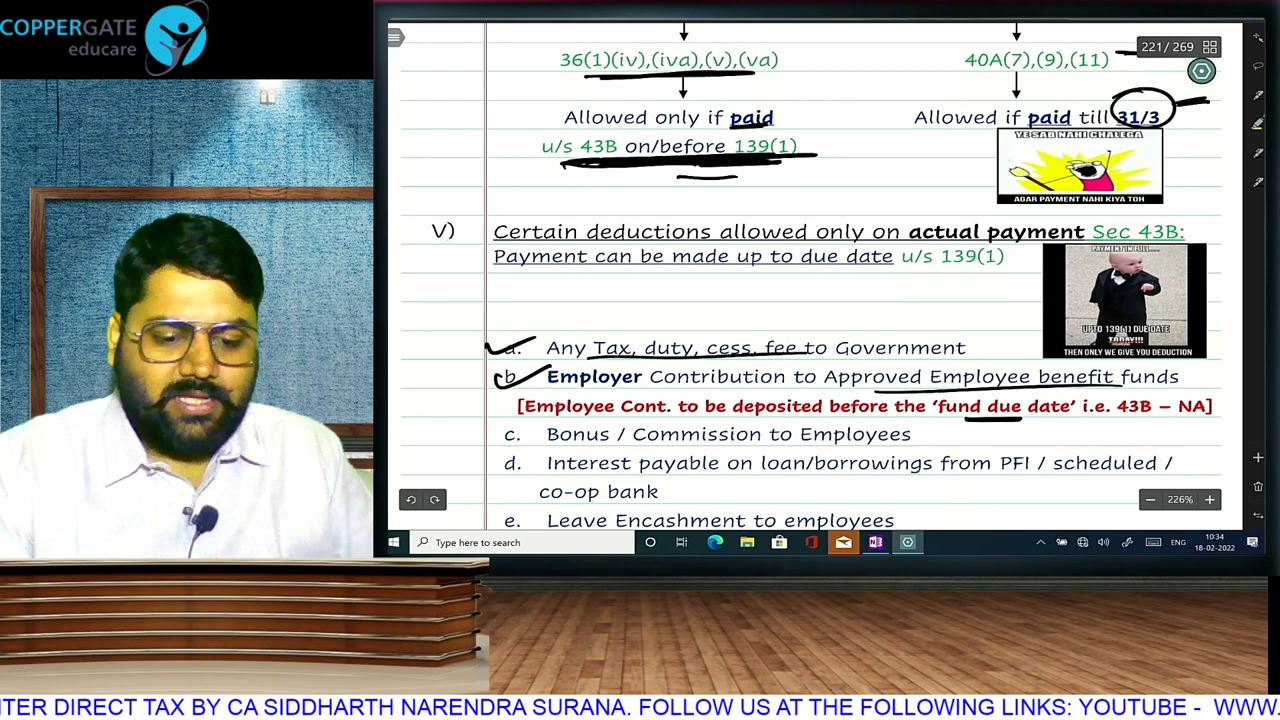 COPPERGATE
educare
36(1)(iv),(iva),(v),(va)
40A(7),(9),(11)
221/269
Allowed only if paid
u/s 43B on/before 139(1)
Allowed if paid till 31/3
YE SAB NAHI CHALEGA
AGAR PAYMENT NAHI KIYA TOH
V) Certain deductions allowed only on actual payment Sec 43B:
Payment can be made up to due date u/s 139(1)
PAYMENT IN FULL....
UPTO 139(1) DUE DATE
TODAY!!!
THEN ONLY WE GIVE YOU DEDUCTION
a. Any Tax, duty, cess, fee to Government
b. Employer Contribution to Approved Employee benefit funds
[Employee Cont. to be deposited before the 'fund due date' i.e. 43B – NA]
c. Bonus / Commission to Employees
d. Interest payable on loan/borrowings from PFI / scheduled /
co-op bank
e. Leave Encashment to employees
226%
Type here to search
ENG
10:34
18-02-2022
ITER DIRECT TAX BY CA SIDDHARTH NARENDRA SURANA. FOLLOW US AT THE FOLLOWING LINKS: YOUTUBE - WWW.